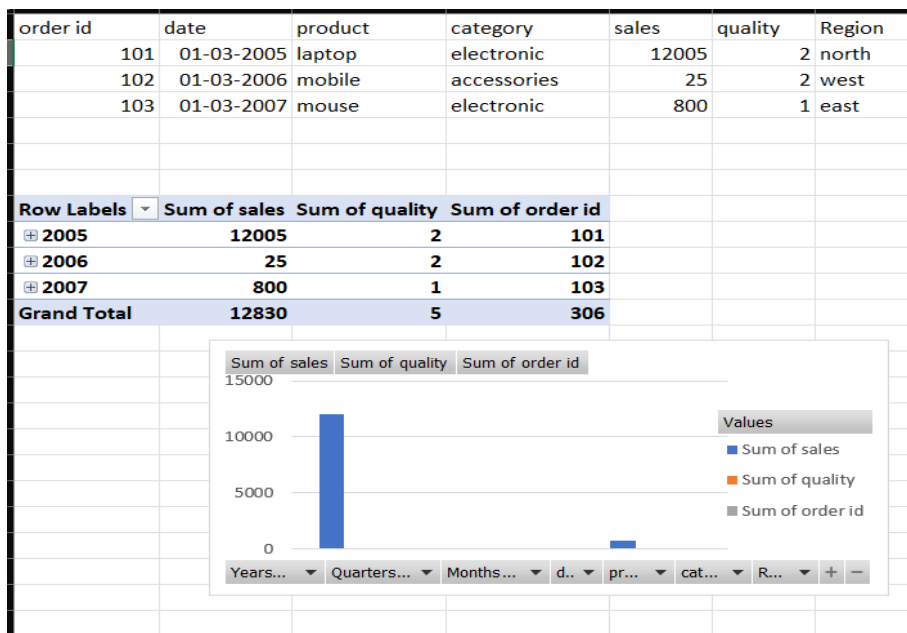 order id date product category sales quality Region
101 01-03-2005 laptop electronic 12005 2 north
102 01-03-2006 mobile accessories 25 2 west
103 01-03-2007 mouse electronic 800 1 east
Row Labels Sum of sales Sum of quality Sum of order id
2005 12005 2 101
2006 25 2 102
2007 800 1 103
Grand Total 12830 5 306
Sum of sales Sum of quality Sum of order id
15000
10000
5000
0
Values
Sum of sales
Sum of quality
Sum of order id
Years... Quarters... Months... d.. pr... cat... R... + −